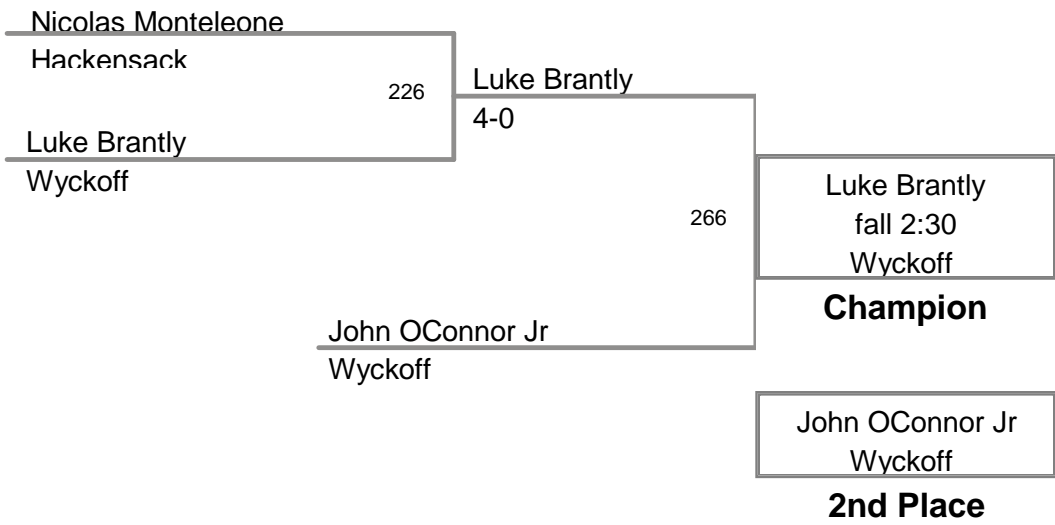 Nicolas Monteleone
Hackensack
226
Luke Brantly
4-0
Luke Brantly
Wyckoff
266
Luke Brantly
fall 2:30
Wyckoff
Champion
John OConnor Jr
Wyckoff
John OConnor Jr
Wyckoff
2nd Place